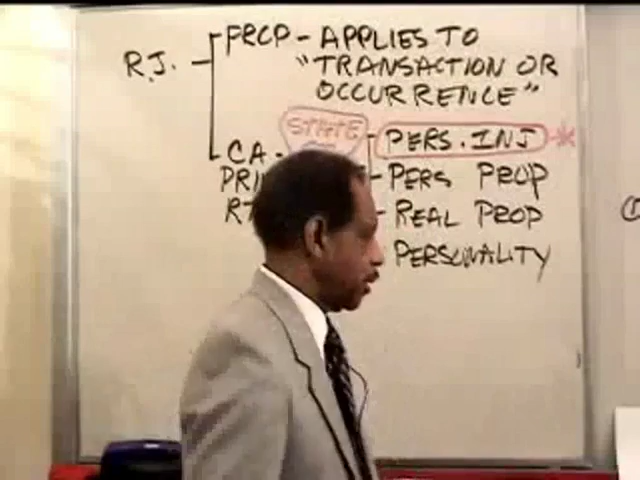 R.J.
FRCP - APPLIES TO
"TRANSACTION OR
OCCURRENCE"
STATE
PERS. INJ *
CA -
PERS PROP
REAL PROP
PERSONALITY